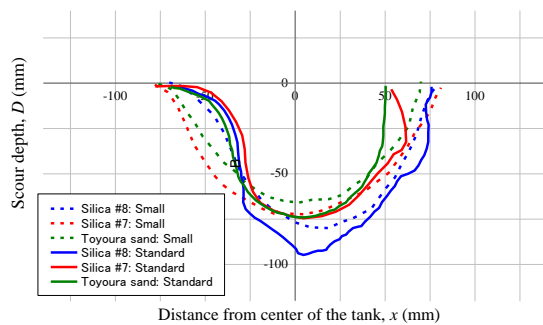 Scour depth, D (mm)
0
-100
-50
0
50
100
-50
-100
Silica #8: Small
Silica #7: Small
Toyoura sand: Small
Silica #8: Standard
Silica #7: Standard
Toyoura sand: Standard
Distance from center of the tank, x (mm)